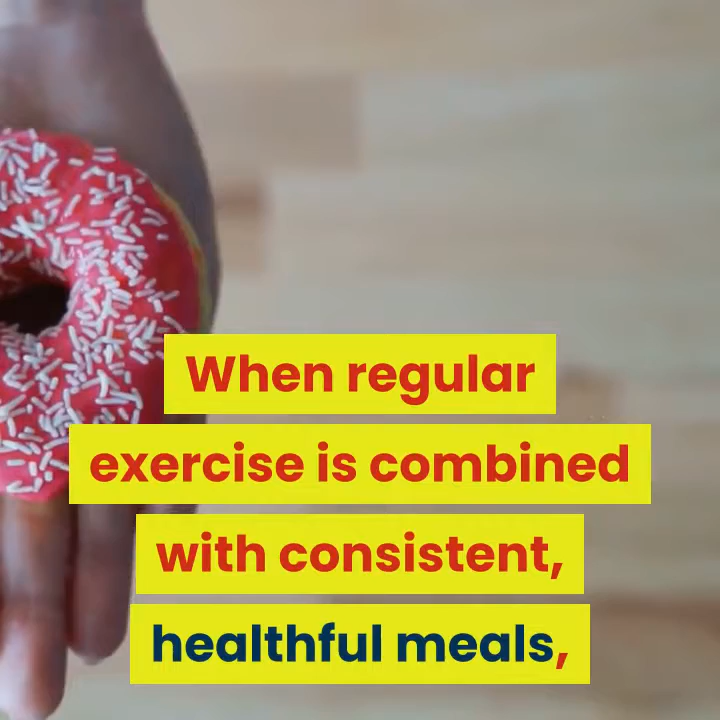 When regular
exercise is combined
with consistent,
healthful meals,